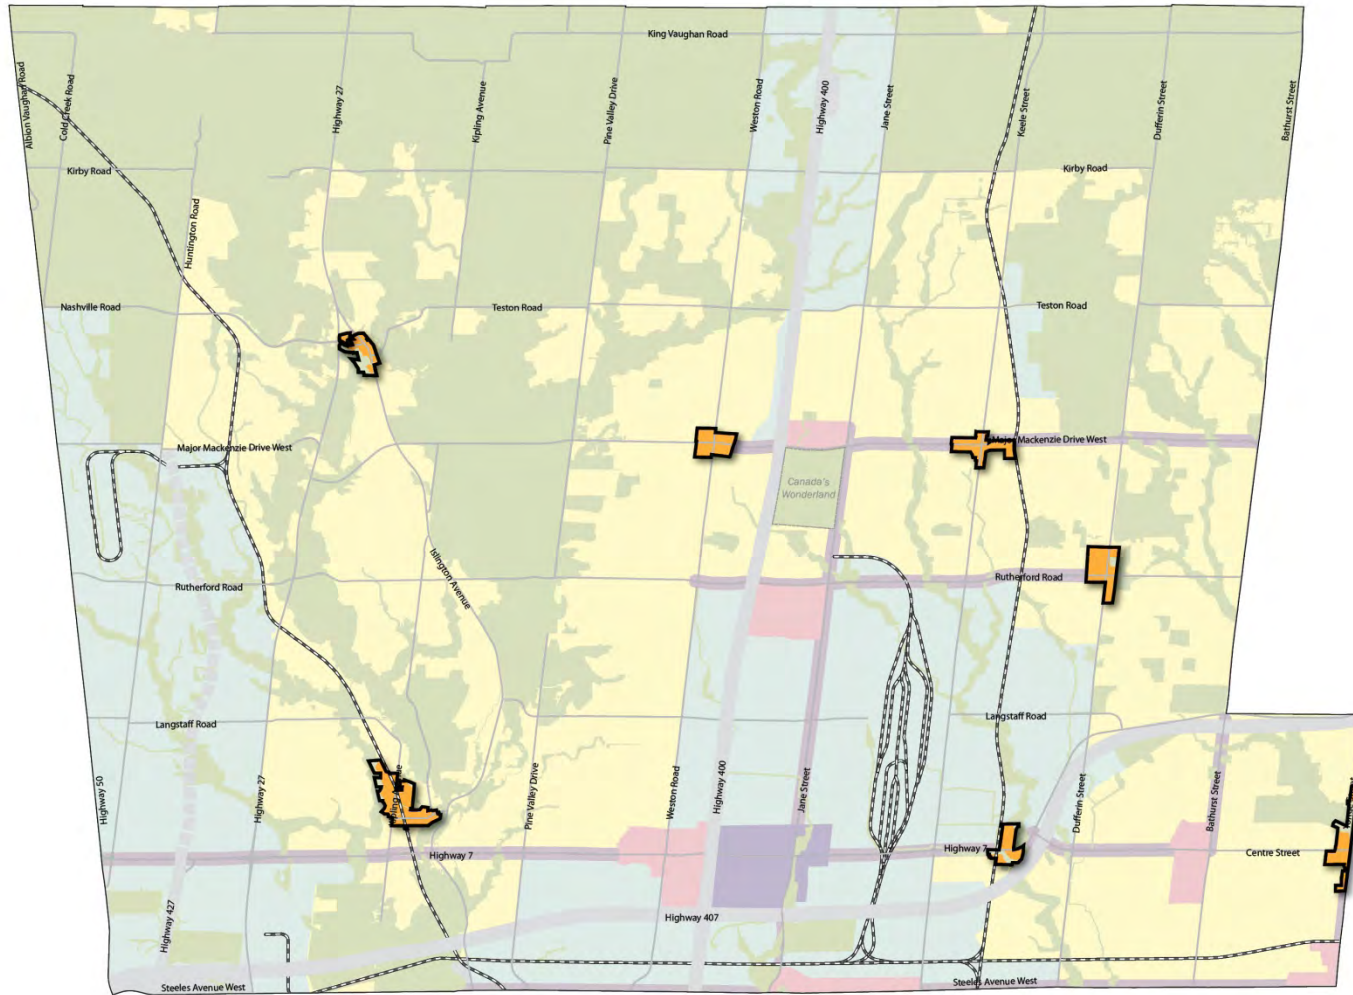 King Vaughan Road
Albion Vaughan Road
Cold Creek Road
Highway 27
Kipling Avenue
Pine Valley Drive
Weston Road
Highway 400
Jane Street
Keele Street
Dufferin Street
Bathurst Street
Kirby Road
Kirby Road
Huntington Road
Nashville Road
Teston Road
Teston Road
Major Mackenzie Drive West
Major Mackenzie Drive West
Canada's
Wonderland
Islington Avenue
Rutherford Road
Rutherford Road
Langstaff Road
Langstaff Road
Highway 50
Highway 27
Pine Valley Drive
Weston Road
Highway 400
Jane Street
Dufferin Street
Bathurst Street
Highway 7
Highway 7
Centre Street
Highway 427
Highway 407
Steeles Avenue West
Steeles Avenue West